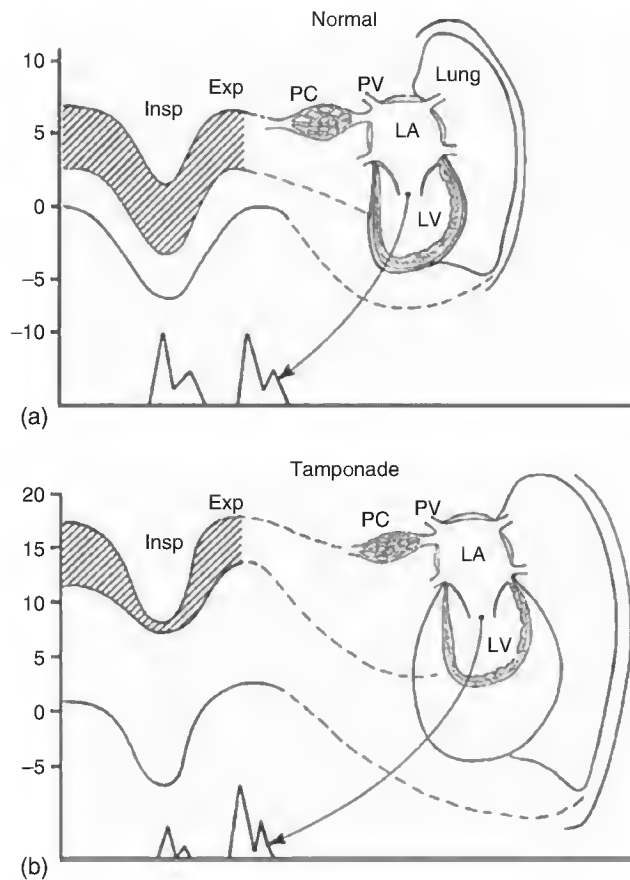 Normal
10
5
0
−5
−10
Insp
Exp
PC
PV
Lung
LA
LV
(a)
Tamponade
20
15
10
5
0
−5
Insp
Exp
PC
PV
LA
LV
(b)